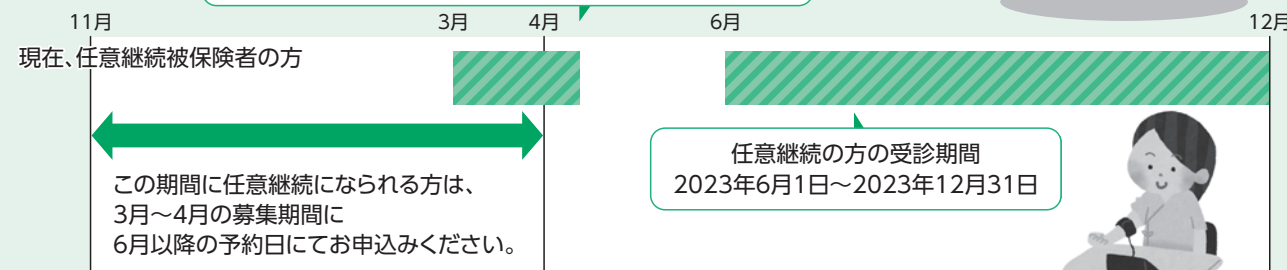 11月
3月
4月
6月
12月
現在、任意継続被保険者の方
任意継続の方の受診期間
2023年6月1日～2023年12月31日
この期間に任意継続になられる方は、
3月～4月の募集期間に
6月以降の予約日にてお申込みください。